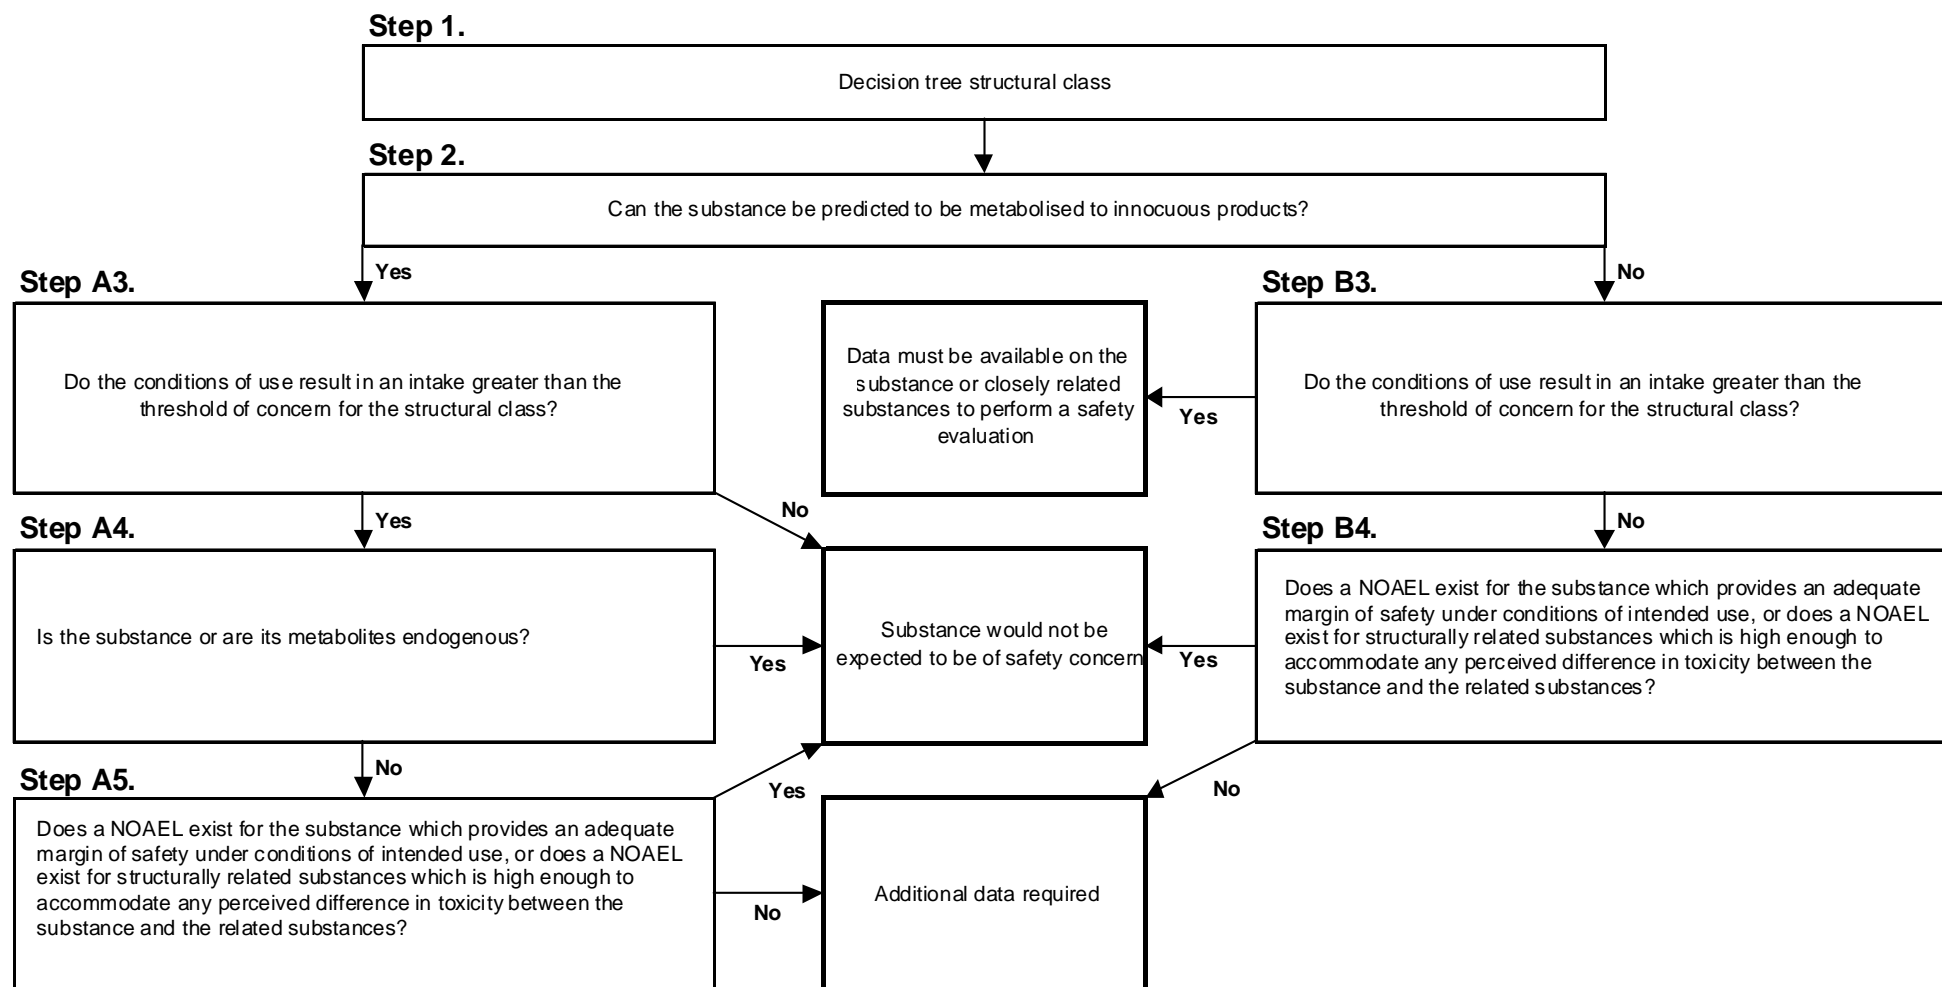 Step 1.
Decision tree structural class
Step 2.
Can the substance be predicted to be metabolised to innocuous products?
Yes
No
Step A3.
Do the conditions of use result in an intake greater than the
threshold of concern for the structural class?
Data must be available on the
substance or closely related
substances to perform a safety
evaluation
Yes
Step B3.
Do the conditions of use result in an intake greater than the
threshold of concern for the structural class?
Yes
No
No
Step A4.
Is the substance or are its metabolites endogenous?
Yes
Substance would not be
expected to be of safety concern
Yes
Step B4.
Does a NOAEL exist for the substance which provides an adequate
margin of safety under conditions of intended use, or does a NOAEL
exist for structurally related substances which is high enough to
accommodate any perceived difference in toxicity between the
substance and the related substances?
No
Yes
No
Step A5.
Does a NOAEL exist for the substance which provides an adequate
margin of safety under conditions of intended use, or does a NOAEL
exist for structurally related substances which is high enough to
accommodate any perceived difference in toxicity between the
substance and the related substances?
No
Additional data required